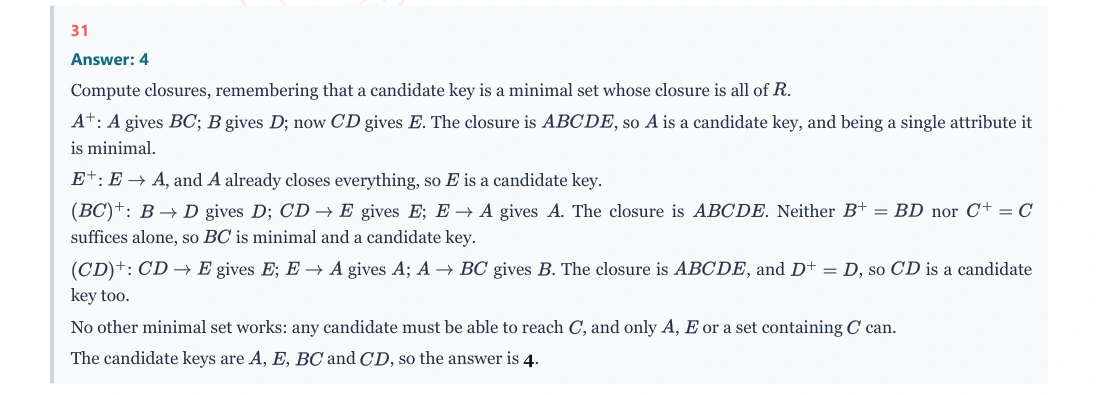 31
Answer: 4
Compute closures, remembering that a candidate key is a minimal set whose closure is all of R.
A⁺: A gives BC; B gives D; now CD gives E. The closure is ABCDE, so A is a candidate key, and being a single attribute it
is minimal.
E⁺: E → A, and A already closes everything, so E is a candidate key.
(BC)⁺: B → D gives D; CD → E gives E; E → A gives A. The closure is ABCDE. Neither B⁺ = BD nor C⁺ = C
suffices alone, so BC is minimal and a candidate key.
(CD)⁺: CD → E gives E; E → A gives A; A → BC gives B. The closure is ABCDE, and D⁺ = D, so CD is a candidate
key too.
No other minimal set works: any candidate must be able to reach C, and only A, E or a set containing C can.
The candidate keys are A, E, BC and CD, so the answer is 4.